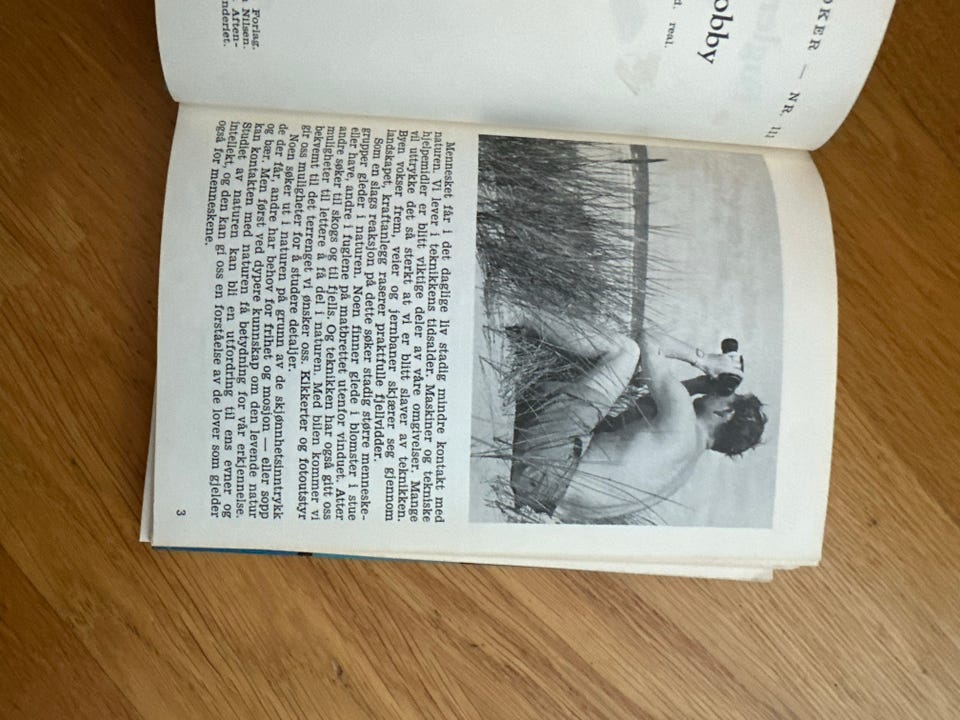 OKER — NR. 111
obby
d. real.
Forlag.
n Nilsen.
Aften-
nderiet.
Mennesket får i det daglige liv stadig mindre kontakt med
naturen. Vi lever i teknikkens tidsalder. Maskiner og tekniske
hjelpemidler er blitt viktige deler av våre omgivelser. Mange
vil uttrykke det så sterkt at vi er blitt slaver av teknikken.
Byen vokser frem, veier og jernbaner skjærer seg gjennom
landskapet, kraftanlegg raserer praktfulle fjellvidder.
Som en slags reaksjon på dette søker stadig større menneske-
grupper gleder i naturen. Noen finner glede i blomster i stue
eller have, andre i fuglene på matbrettet utenfor vinduet. Atter
andre søker til skogs og til fjells. Og teknikken har også gitt oss
muligheter til lettere å få del i naturen. Med bilen kommer vi
bekvemt til det terrenget vi ønsker oss. Kikkerter og fotoutstyr
gir oss muligheter for å studere detaljer.
Noen søker ut i naturen på grunn av de skjønnhetsinntrykk
de der får, andre har behov for frihet og mosjon — eller sopp
og bær. Men først ved dypere kunnskap om den levende natur
kan kontakten med naturen få betydning for vår erkjennelse.
Studiet av naturen kan bli en utfordring til ens evner og
intellekt, og den kan gi oss en forståelse av de lover som gjelder
også for menneskene.
3